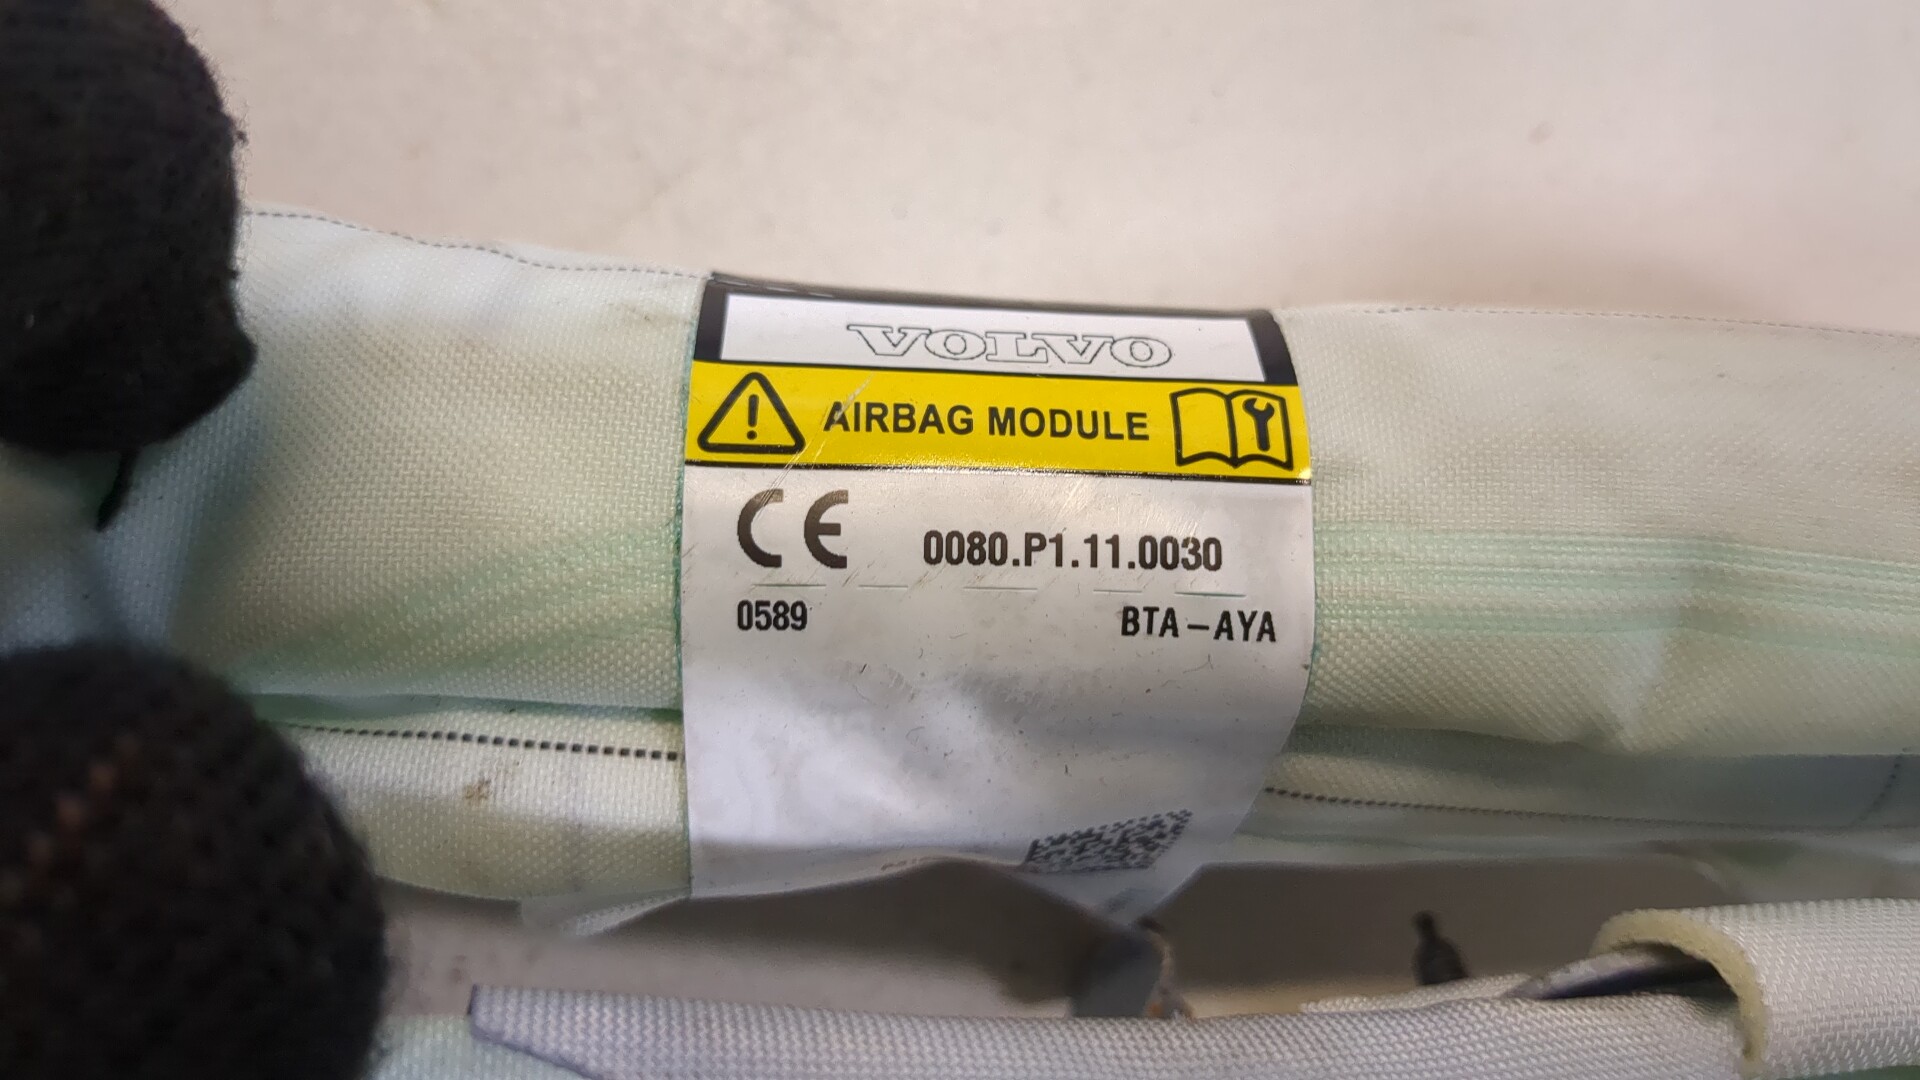 VOLVO
AIRBAG MODULE
CE 0080.P1.11.0030
0589 BTA-AYA